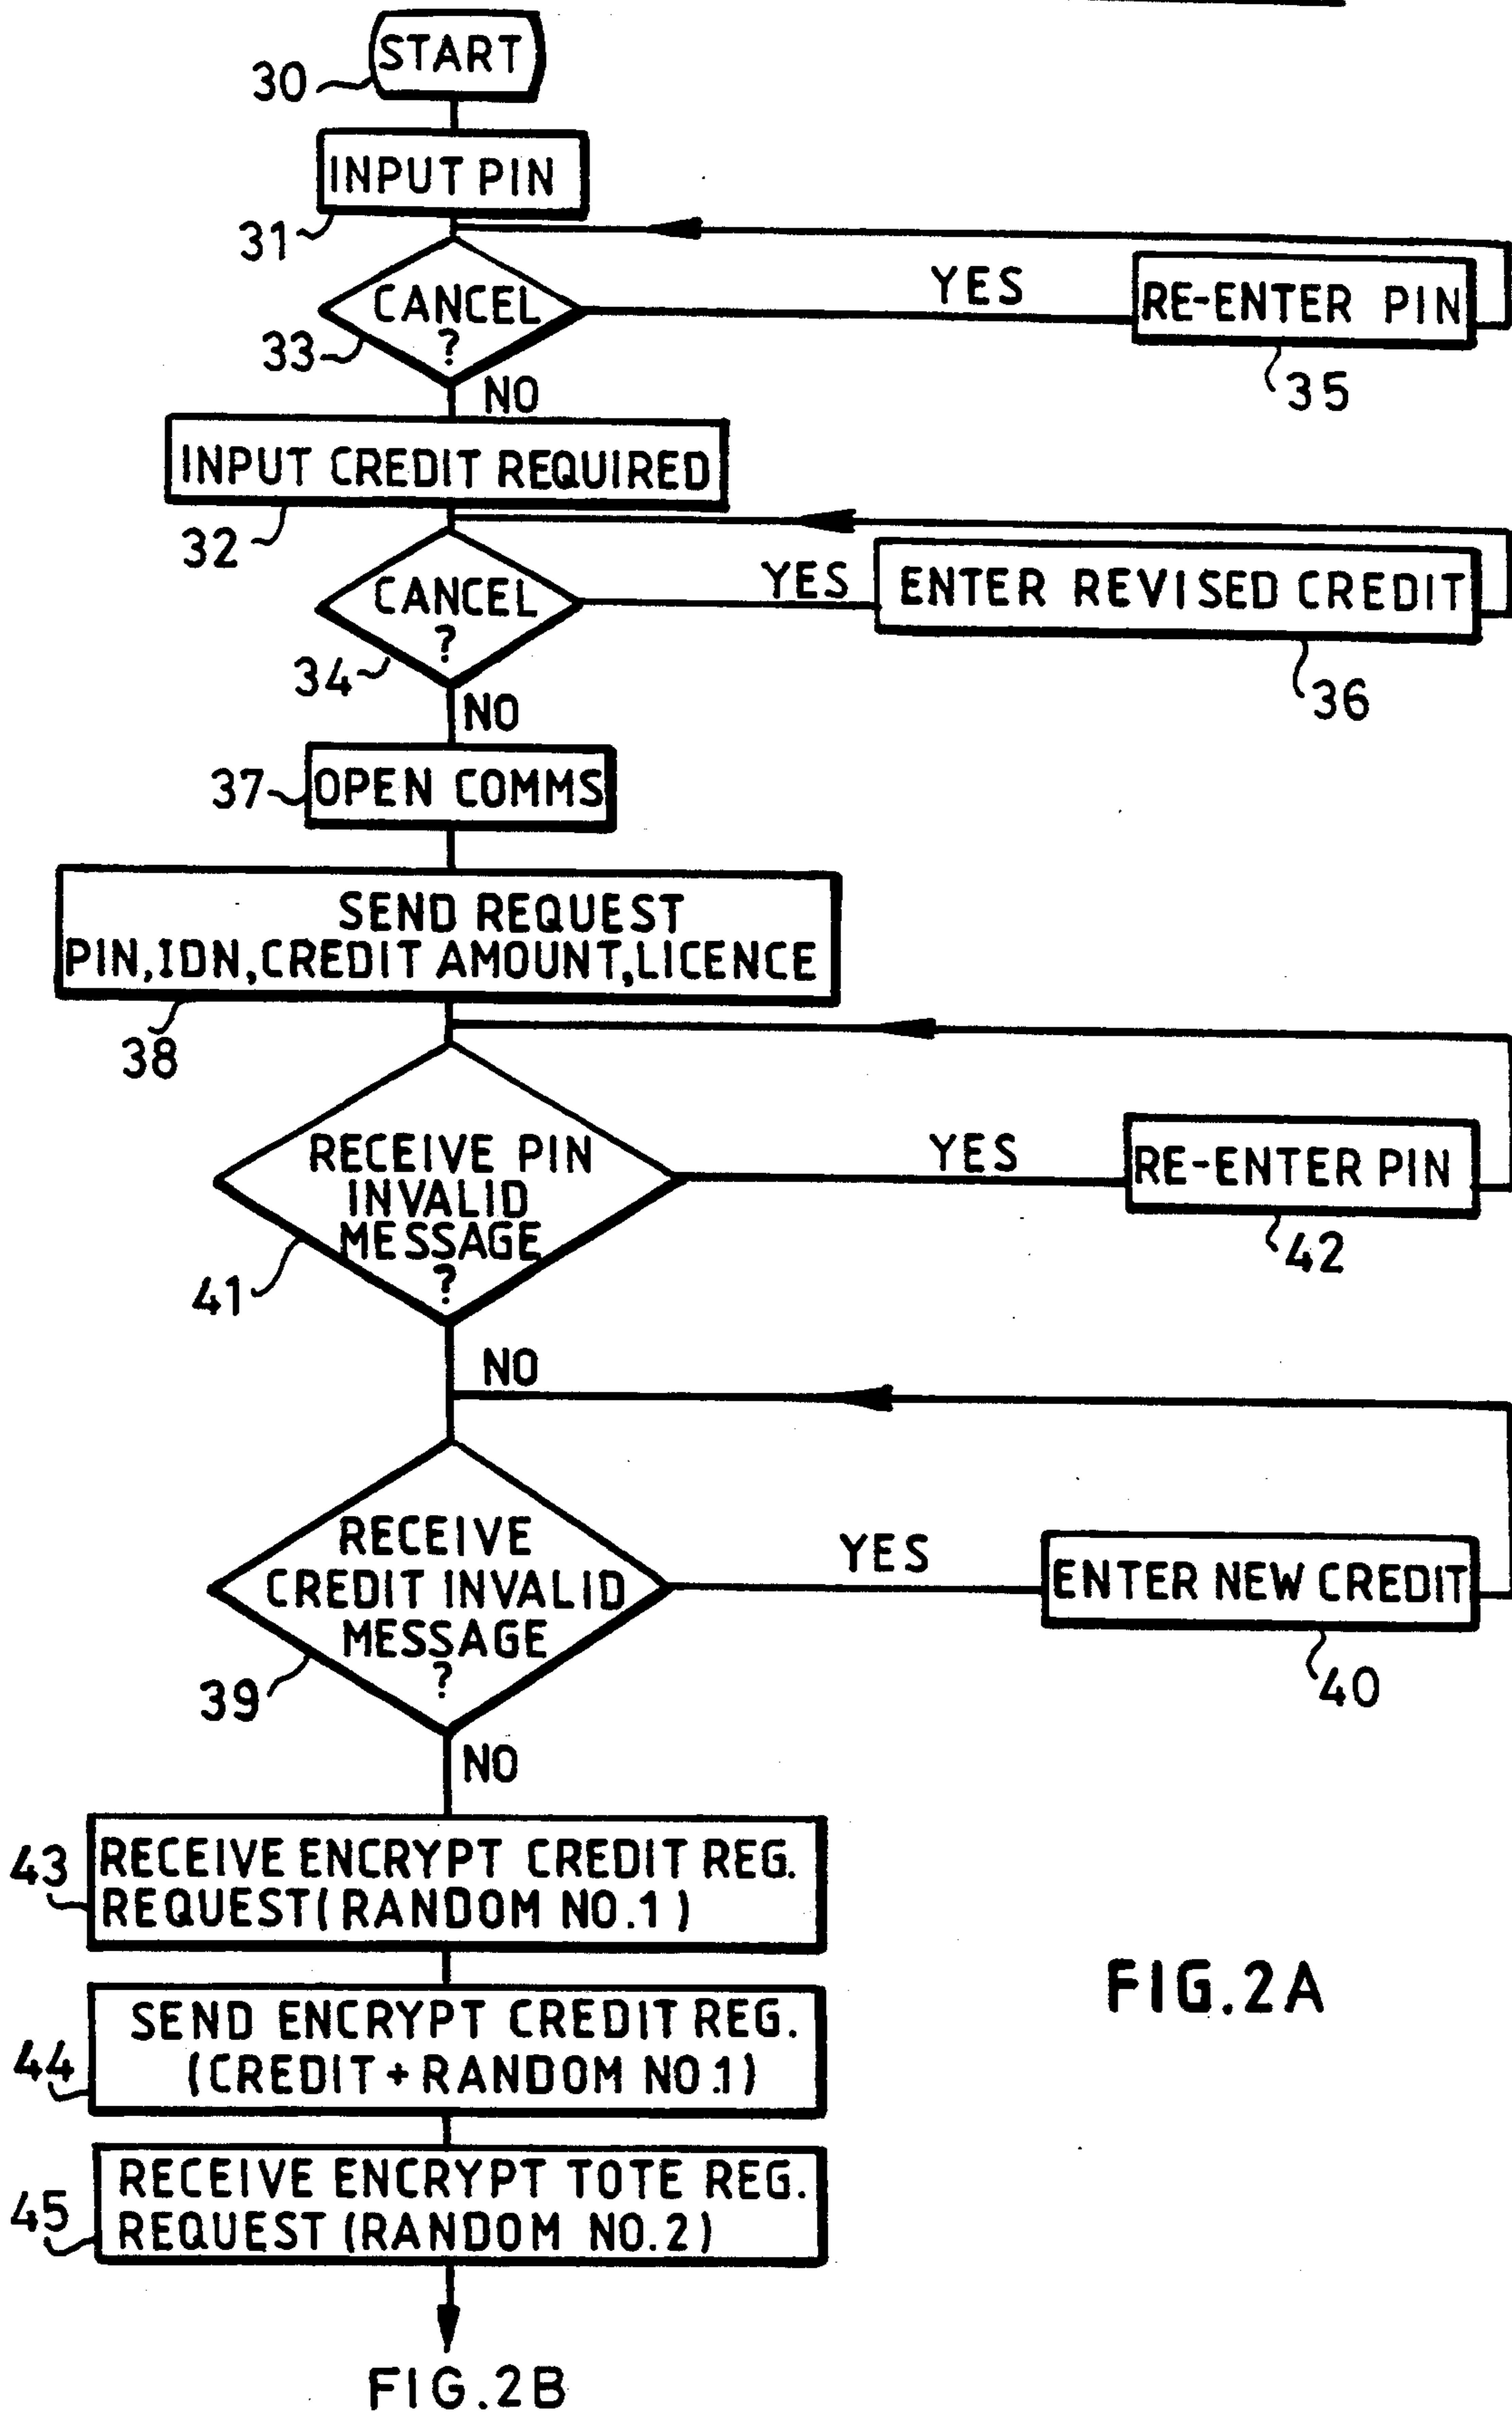 START
30
INPUT PIN
31
CANCEL
?
33
YES
RE-ENTER PIN
35
NO
INPUT CREDIT REQUIRED
32
CANCEL
?
34
YES
ENTER REVISED CREDIT
36
NO
37
OPEN COMMS
SEND REQUEST
PIN,IDN,CREDIT AMOUNT,LICENCE
38
RECEIVE PIN
INVALID
MESSAGE
?
41
YES
RE-ENTER PIN
42
NO
RECEIVE
CREDIT INVALID
MESSAGE
?
39
YES
ENTER NEW CREDIT
40
NO
43
RECEIVE ENCRYPT CREDIT REG.
REQUEST(RANDOM NO.1)
44
SEND ENCRYPT CREDIT REG.
(CREDIT+RANDOM NO.1)
45
RECEIVE ENCRYPT TOTE REG.
REQUEST (RANDOM NO.2)
FIG.2A
FIG.2B